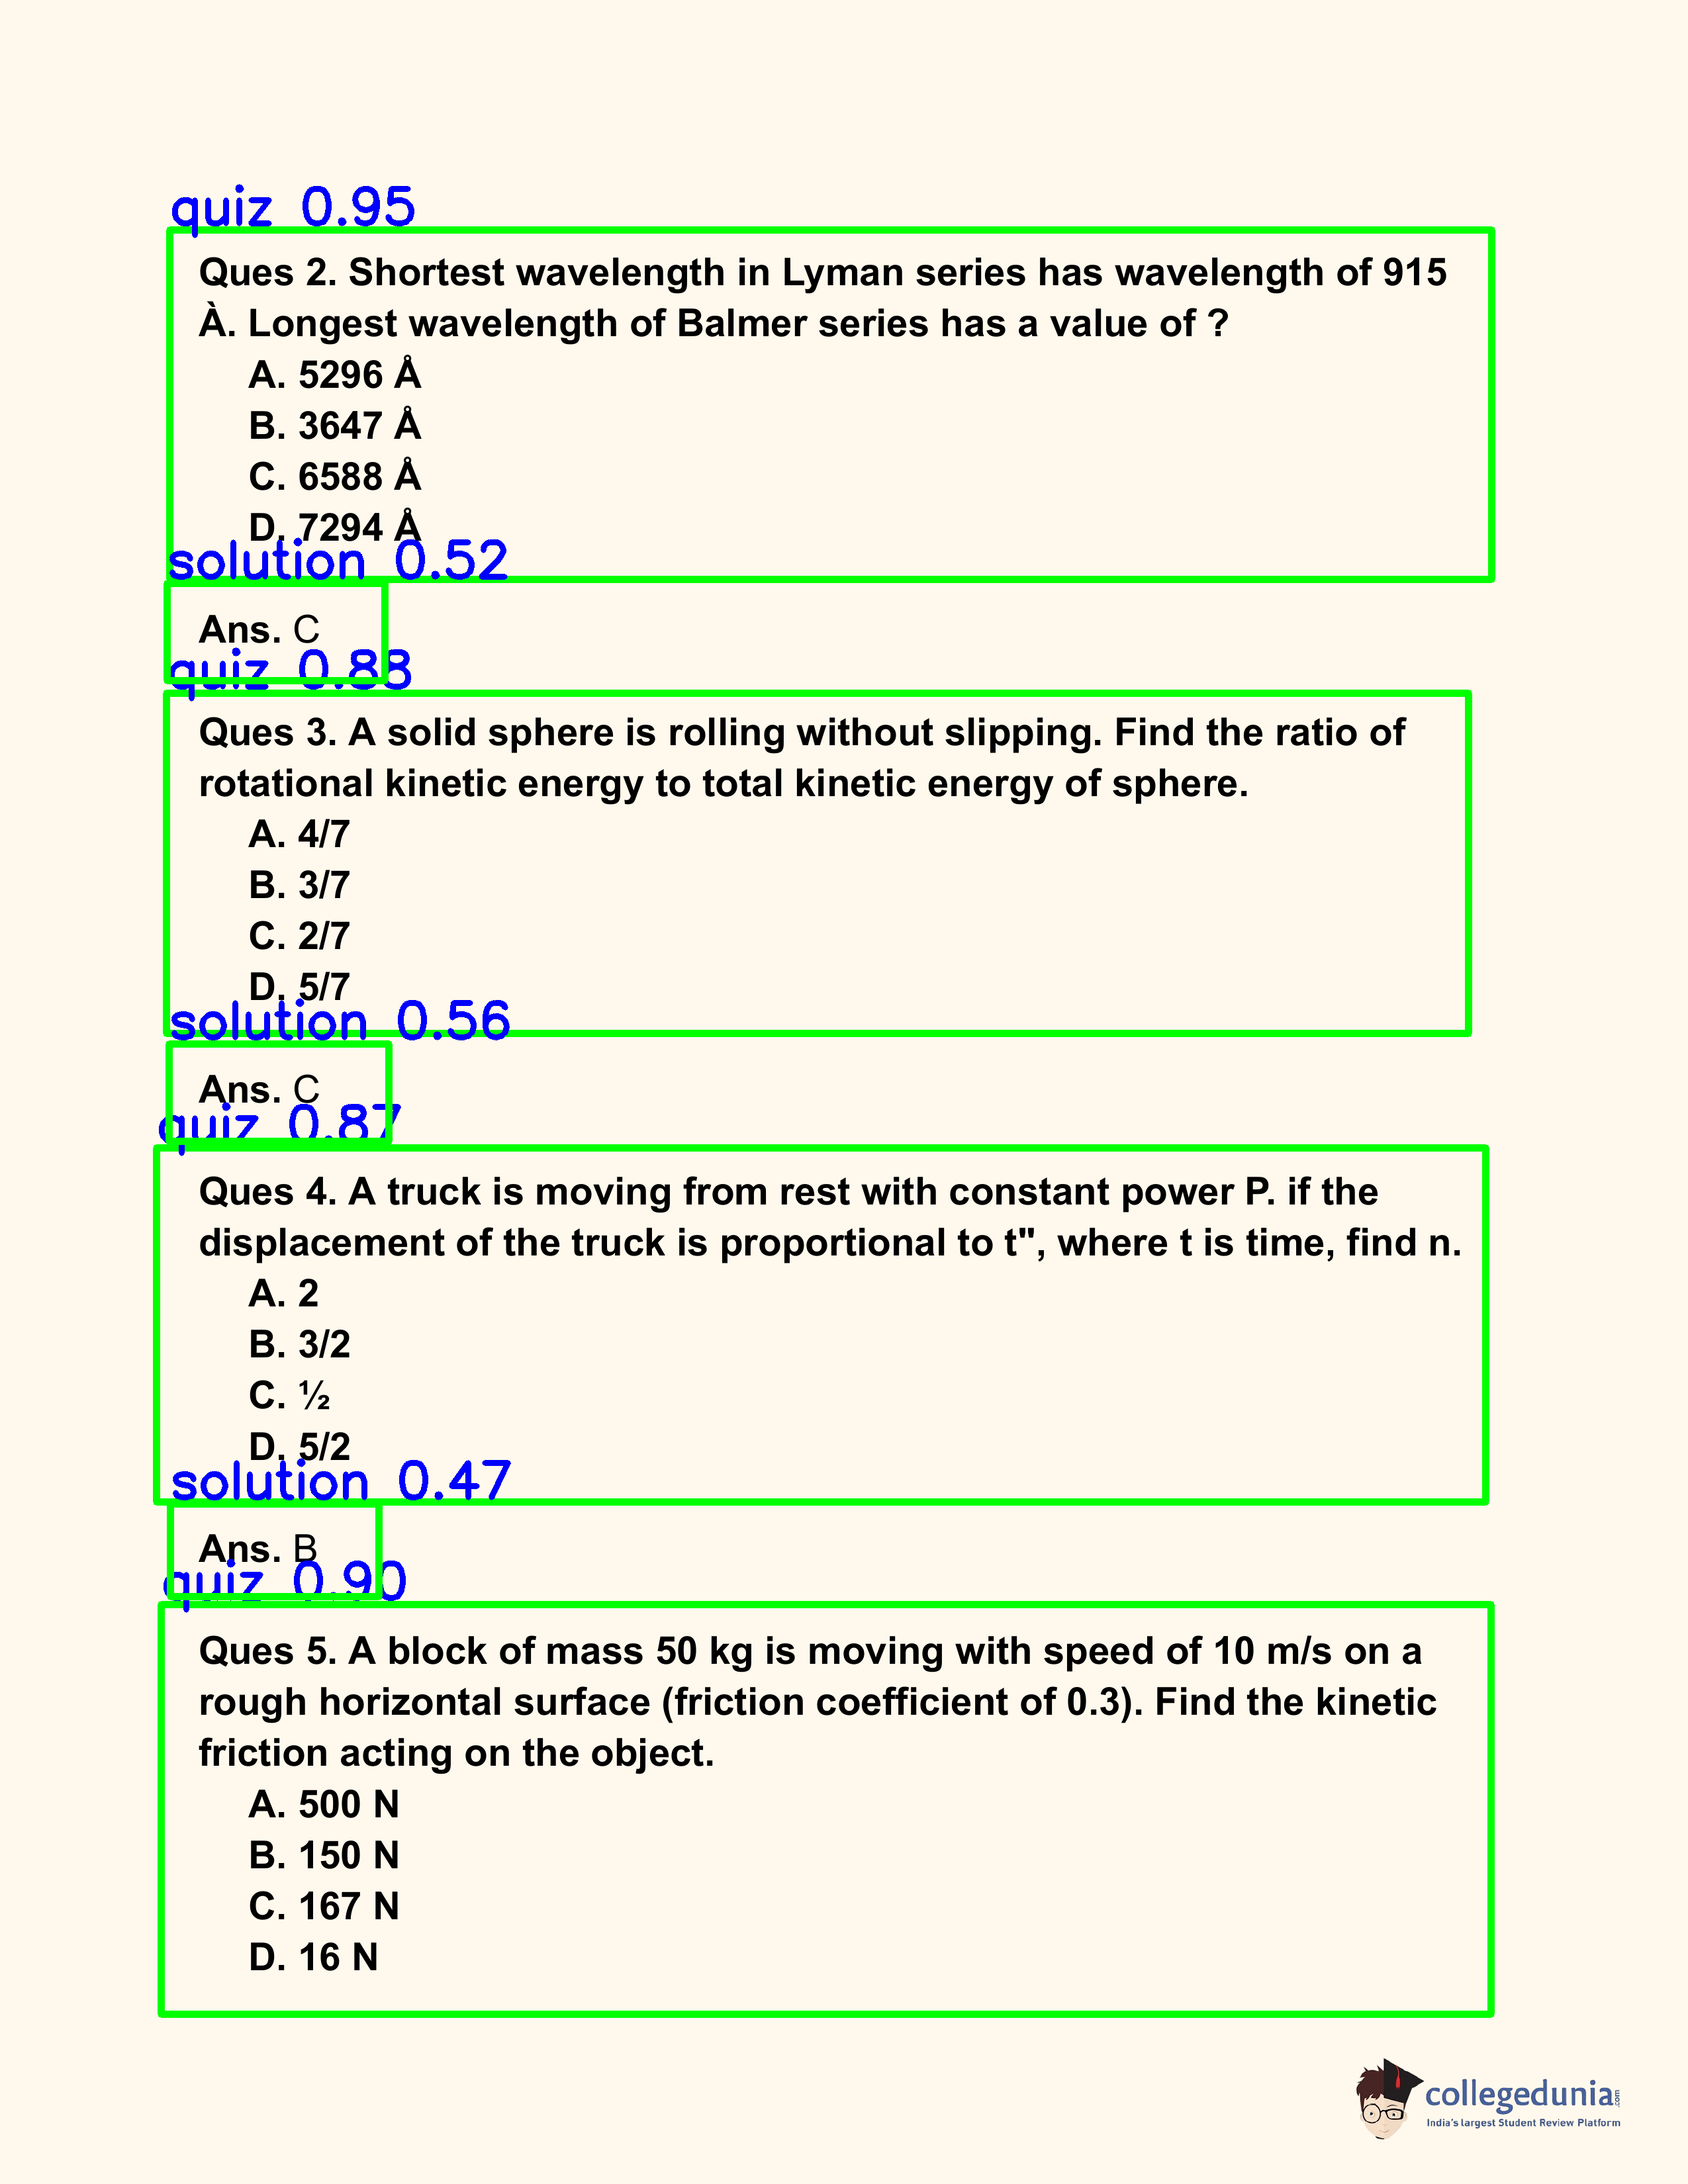 quiz 0.95
Ques 2. Shortest wavelength in Lyman series has wavelength of 915
À. Longest wavelength of Balmer series has a value of ?
A. 5296 Å
B. 3647 Å
C. 6588 Å
D. 7294 Å
solution 0.52
Ans. C
quiz 0.88
Ques 3. A solid sphere is rolling without slipping. Find the ratio of
rotational kinetic energy to total kinetic energy of sphere.
A. 4/7
B. 3/7
C. 2/7
D. 5/7
solution 0.56
Ans. C
quiz 0.87
Ques 4. A truck is moving from rest with constant power P. if the
displacement of the truck is proportional to t", where t is time, find n.
A. 2
B. 3/2
C. ½
D. 5/2
solution 0.47
Ans. B
quiz 0.90
Ques 5. A block of mass 50 kg is moving with speed of 10 m/s on a
rough horizontal surface (friction coefficient of 0.3). Find the kinetic
friction acting on the object.
A. 500 N
B. 150 N
C. 167 N
D. 16 N
collegedunia.com
India's largest Student Review Platform